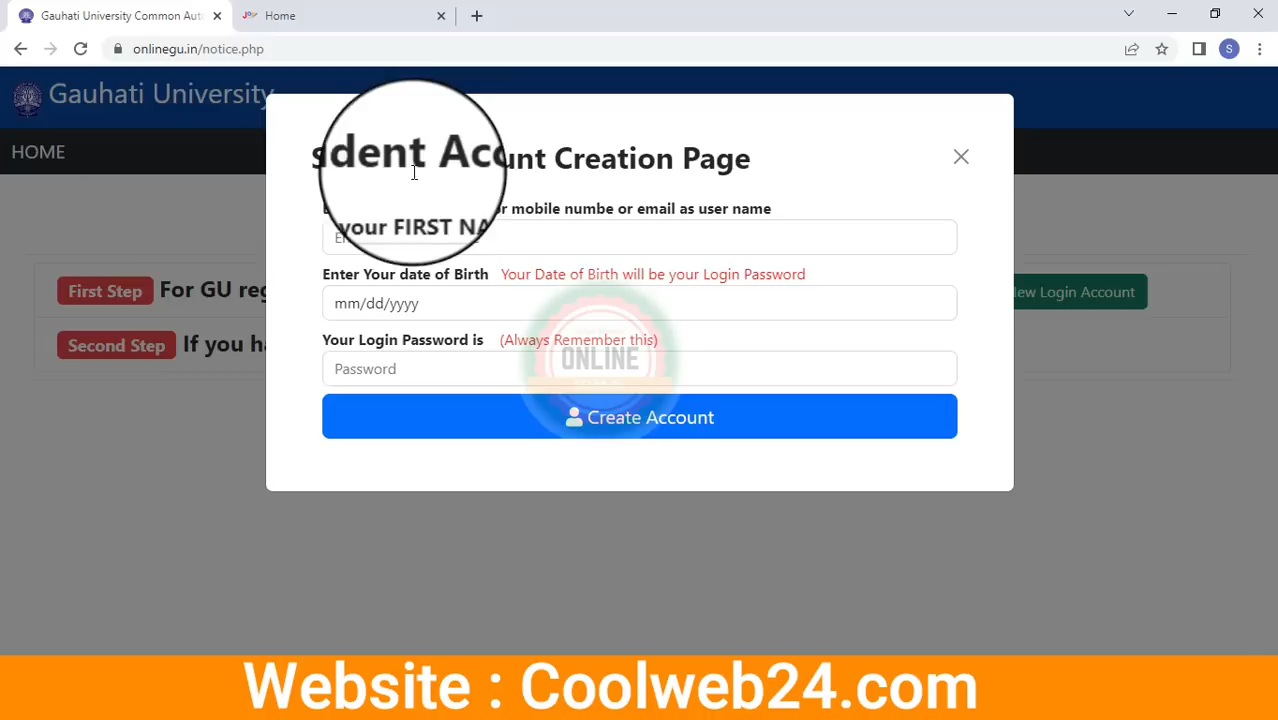 Gauhati University Common Aut
Home
onlinegu.in/notice.php
S
Gauhati University
HOME
dent Acc unt Creation Page
your FIRST NA r mobile numbe or email as user name
Enter Your date of Birth Your Date of Birth will be your Login Password
mm/dd/yyyy
First Step For GU reg
ew Login Account
Second Step If you ha
Your Login Password is (Always Remember this)
ONLINE
Password
Create Account
Website : Coolweb24.com